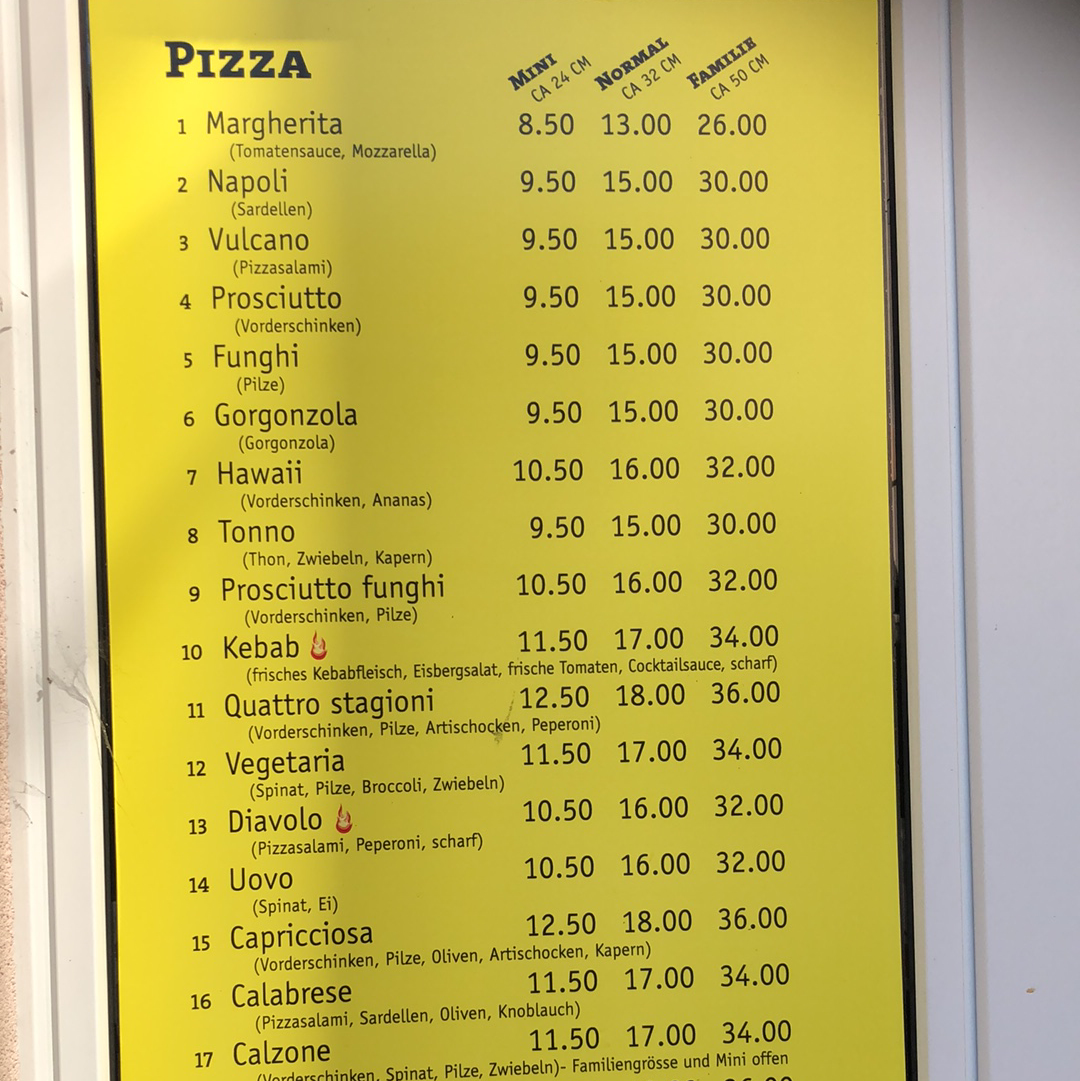 PIZZA
MINI CA 24 CM NORMAL CA 32 CM FAMILIE CA 50 CM
1 Margherita 8.50 13.00 26.00
(Tomatensauce, Mozzarella)
2 Napoli 9.50 15.00 30.00
(Sardellen)
3 Vulcano 9.50 15.00 30.00
(Pizzasalami)
4 Prosciutto 9.50 15.00 30.00
(Vorderschinken)
5 Funghi 9.50 15.00 30.00
(Pilze)
6 Gorgonzola 9.50 15.00 30.00
(Gorgonzola)
7 Hawaii 10.50 16.00 32.00
(Vorderschinken, Ananas)
8 Tonno 9.50 15.00 30.00
(Thon, Zwiebeln, Kapern)
9 Prosciutto funghi 10.50 16.00 32.00
(Vorderschinken, Pilze)
10 Kebab 11.50 17.00 34.00
(frisches Kebabfleisch, Eisbergsalat, frische Tomaten, Cocktailsauce, scharf)
11 Quattro stagioni 12.50 18.00 36.00
(Vorderschinken, Pilze, Artischocken, Peperoni)
12 Vegetaria 11.50 17.00 34.00
(Spinat, Pilze, Broccoli, Zwiebeln)
13 Diavolo 10.50 16.00 32.00
(Pizzasalami, Peperoni, scharf)
14 Uovo 10.50 16.00 32.00
(Spinat, Ei)
15 Capricciosa 12.50 18.00 36.00
(Vorderschinken, Pilze, Oliven, Artischocken, Kapern)
16 Calabrese 11.50 17.00 34.00
(Pizzasalami, Sardellen, Oliven, Knoblauch)
17 Calzone 11.50 17.00 34.00
(Vorderschinken, Spinat, Pilze, Zwiebeln)- Familiengrösse und Mini offen